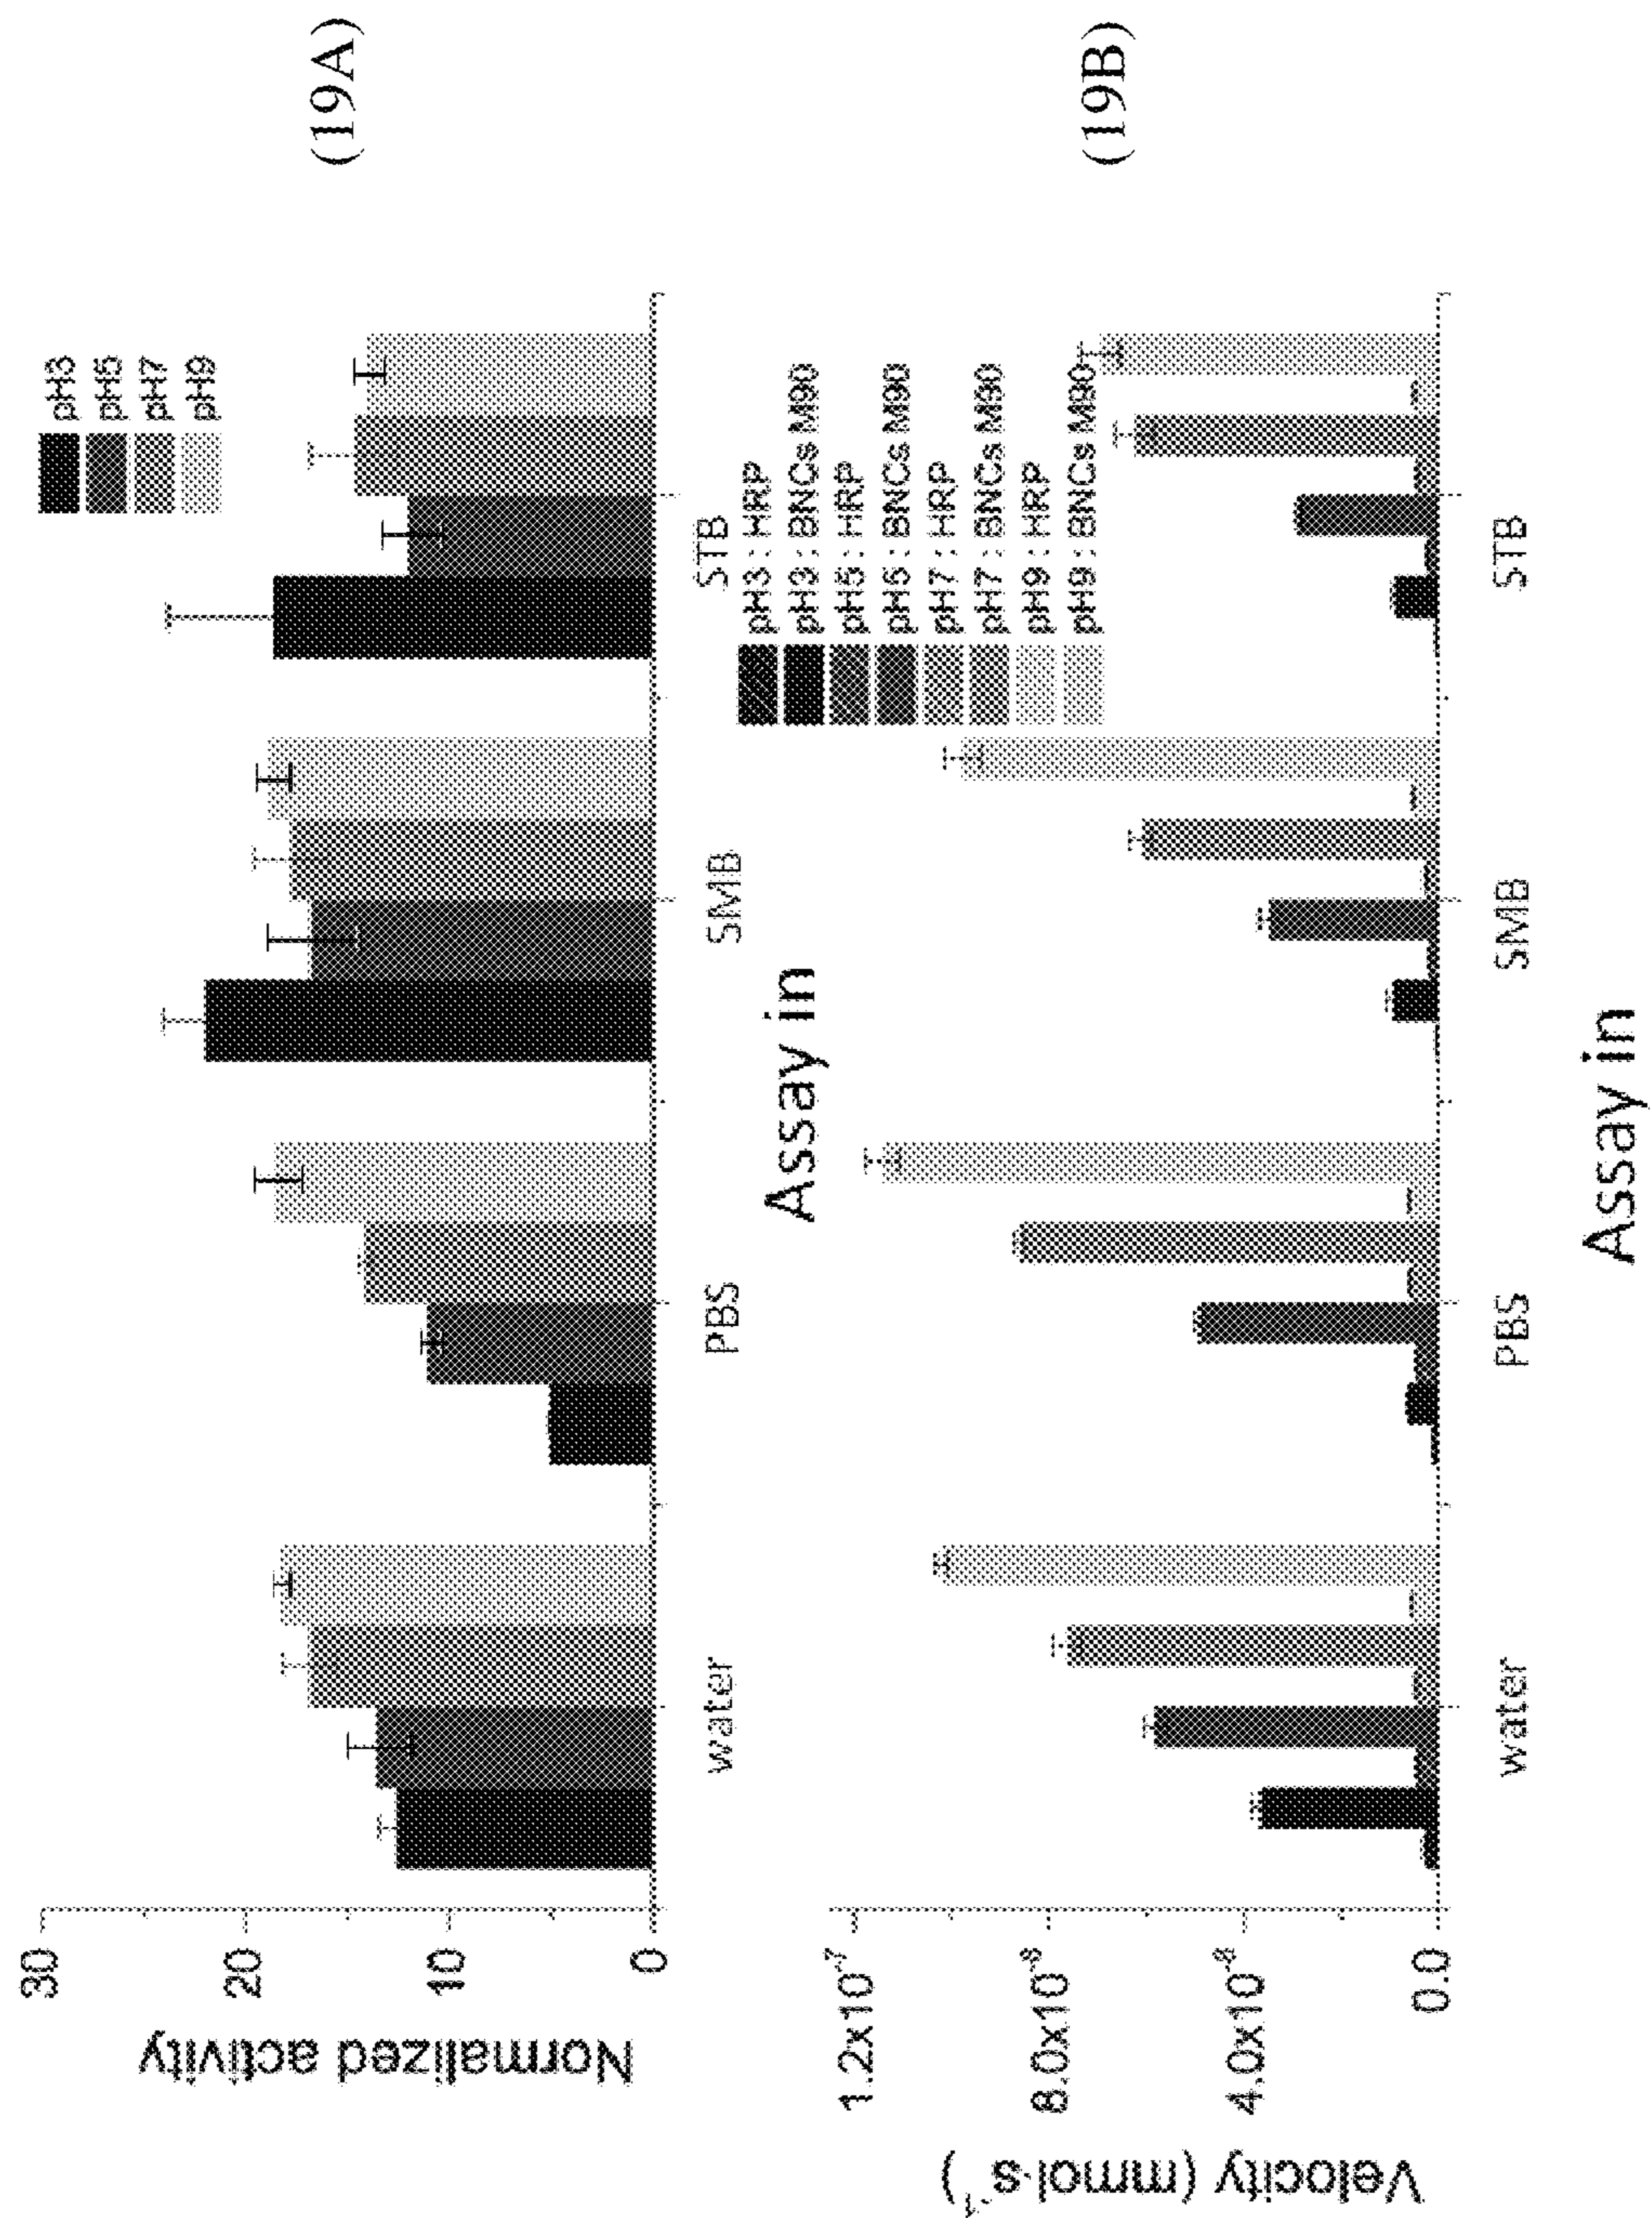 (19A)
Normalized activity
30
20
10
0
pH3
pH5
pH7
pH9
water
PBS
SMB
STB
Assay in
(19B)
Velocity (mmol·s⁻¹)
1.2x10⁻⁷
8.0x10⁻⁸
4.0x10⁻⁸
0.0
pH3 : HRP
pH3 : BNCs M90
pH5 : HRP
pH5 : BNCs M90
pH7 : HRP
pH7 : BNCs M90
pH9 : HRP
pH9 : BNCs M90
water
PBS
SMB
STB
Assay in